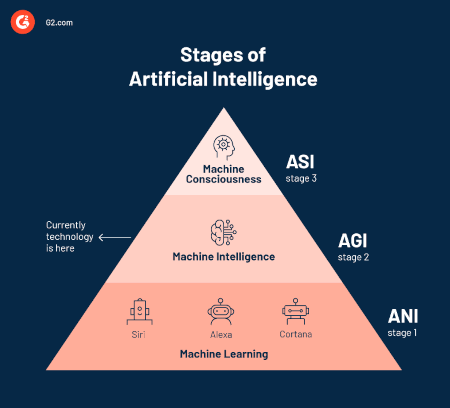 G2.com
Stages of
Artificial Intelligence
Machine
Consciousness
ASI
stage 3
Currently
technology
is here
Machine Intelligence
AGI
stage 2
Siri
Alexa
Cortana
Machine Learning
ANI
stage 1